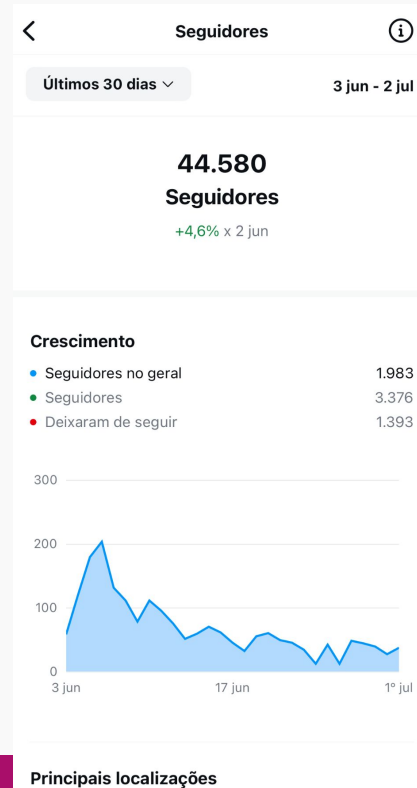 Seguidores
Últimos 30 dias
3 jun - 2 jul
44.580
Seguidores
+4,6% x 2 jun
Crescimento
Seguidores no geral 1.983
Seguidores 3.376
Deixaram de seguir 1.393
300
200
100
0
3 jun 17 jun 1º jul
Principais localizações